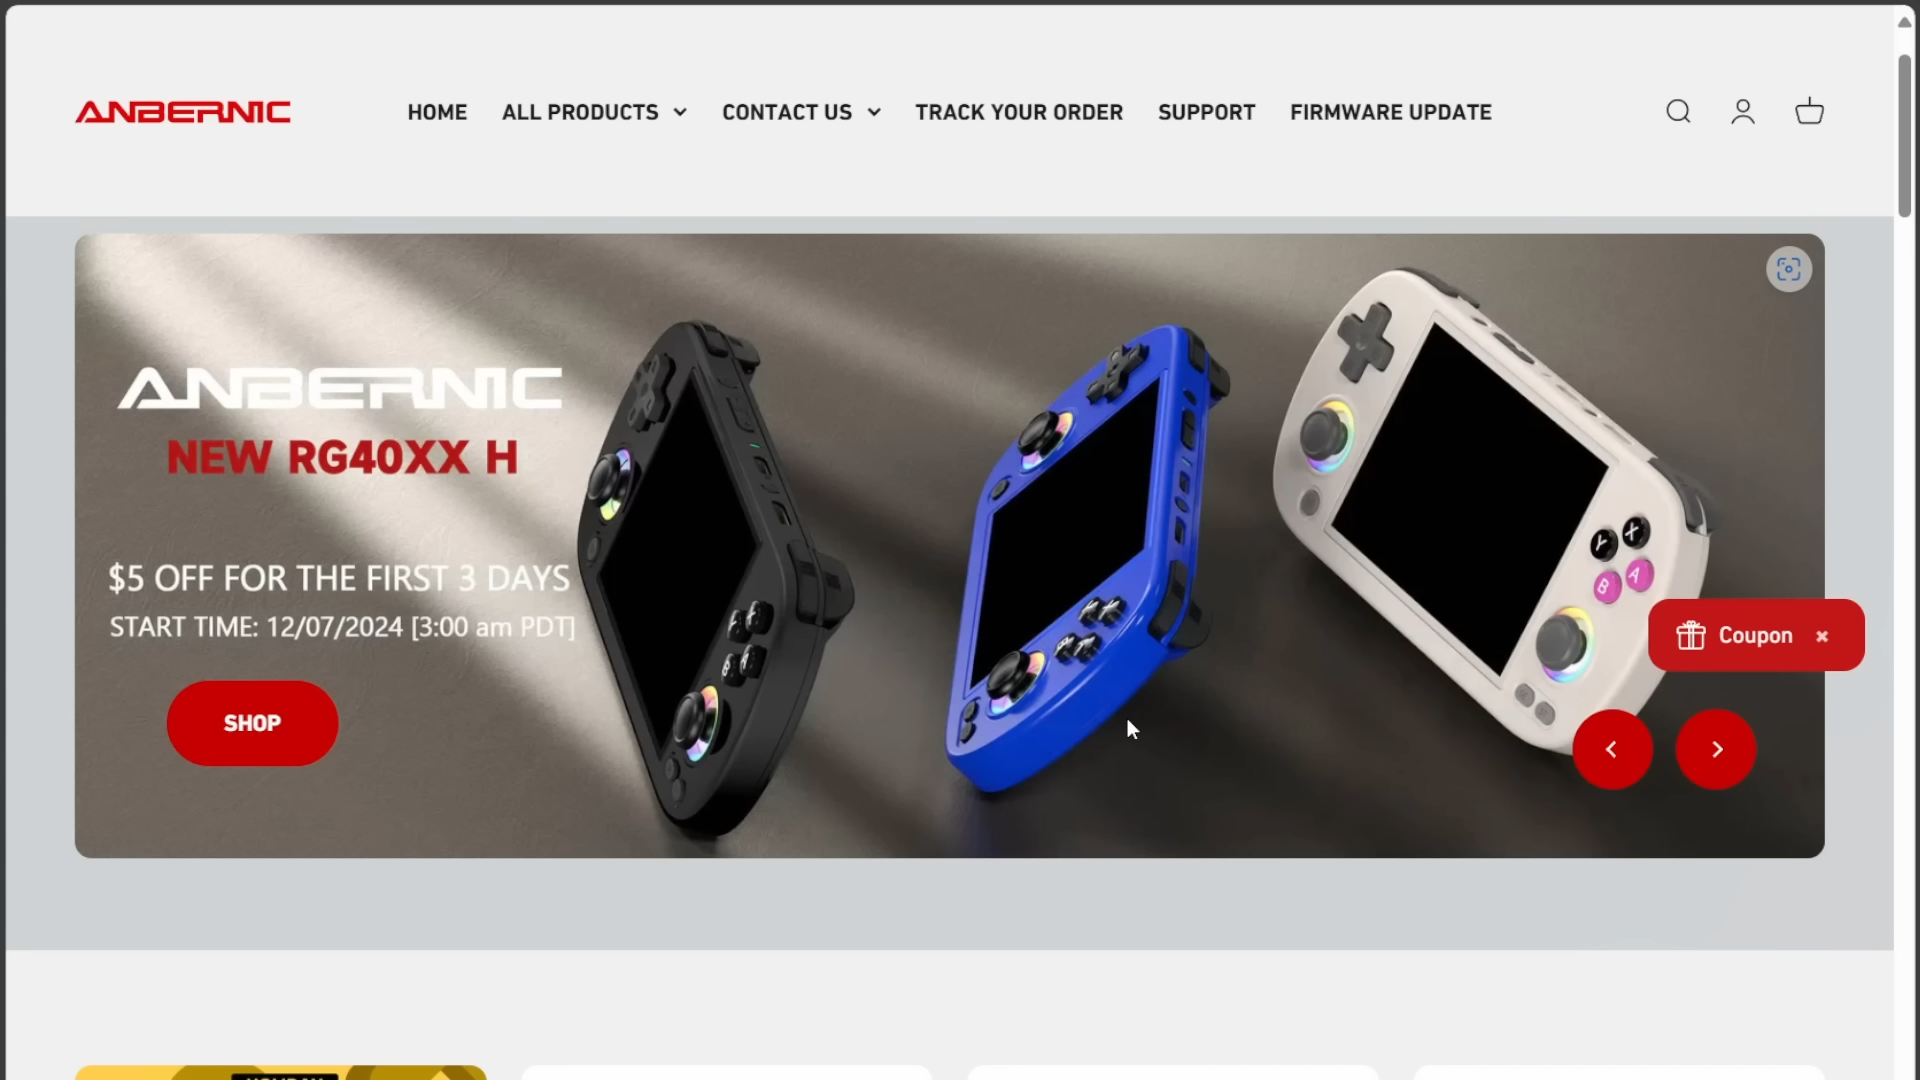 ANBERNIC
HOME
ALL PRODUCTS
CONTACT US
TRACK YOUR ORDER
SUPPORT
FIRMWARE UPDATE
ANBERNIC
NEW RG40XX H
$5 OFF FOR THE FIRST 3 DAYS
START TIME: 12/07/2024 [3:00 am PDT]
SHOP
Y X
B A
Coupon